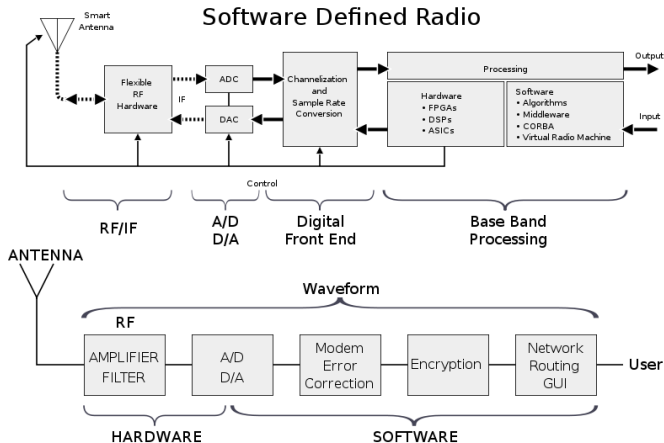 Software Defined Radio
Smart
Antenna
Flexible
RF
Hardware
IF
ADC
DAC
Channelization
and
Sample Rate
Conversion
Processing
Hardware
• FPGAs
• DSPs
• ASICs
Software
• Algorithms
• Middleware
• CORBA
• Virtual Radio Machine
Output
Input
Control
RF/IF
A/D
D/A
Digital
Front End
Base Band
Processing
ANTENNA
Waveform
RF
AMPLIFIER
FILTER
A/D
D/A
Modem
Error
Correction
Encryption
Network
Routing
GUI
User
HARDWARE
SOFTWARE